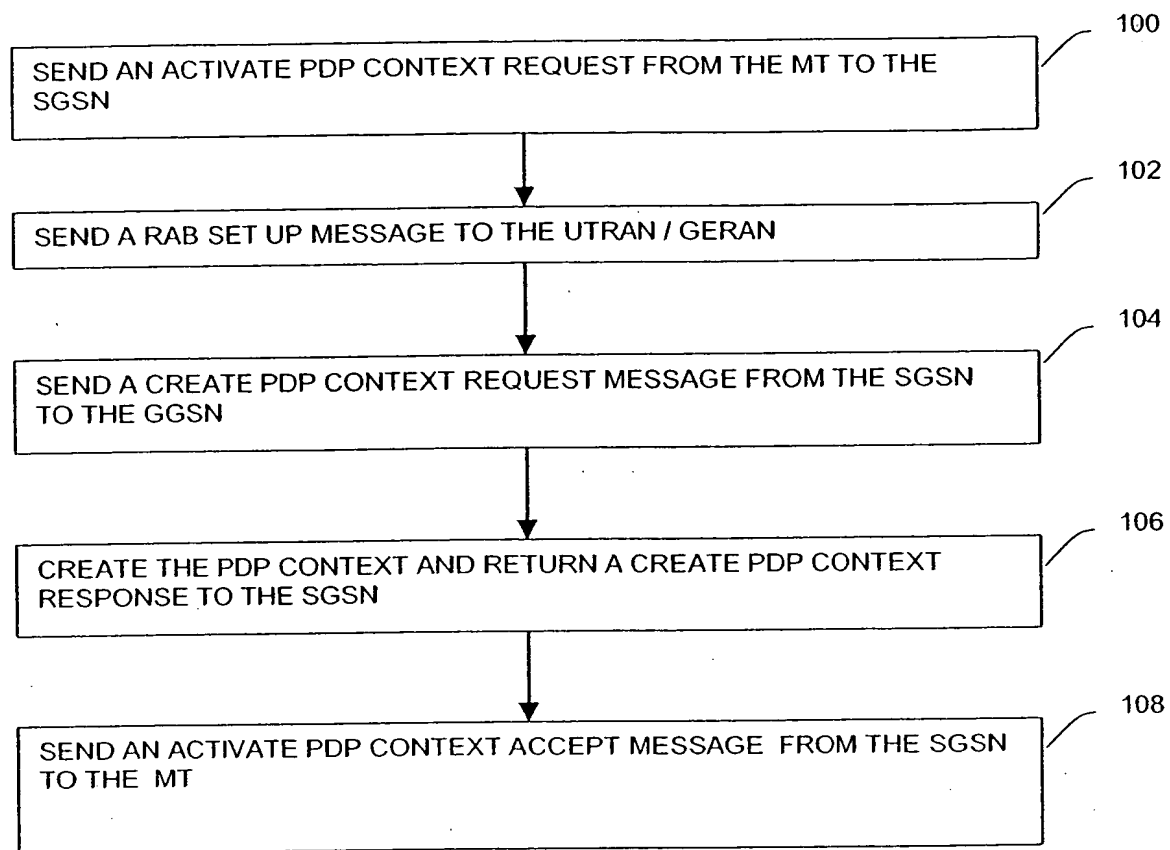 100
SEND AN ACTIVATE PDP CONTEXT REQUEST FROM THE MT TO THE
SGSN
102
SEND A RAB SET UP MESSAGE TO THE UTRAN / GERAN
104
SEND A CREATE PDP CONTEXT REQUEST MESSAGE FROM THE SGSN
TO THE GGSN
106
CREATE THE PDP CONTEXT AND RETURN A CREATE PDP CONTEXT
RESPONSE TO THE SGSN
108
SEND AN ACTIVATE PDP CONTEXT ACCEPT MESSAGE FROM THE SGSN
TO THE MT